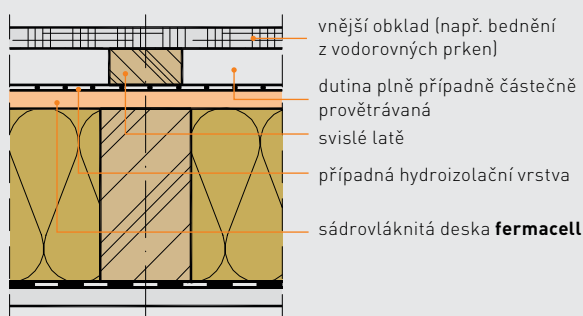 vnější obklad (např. bednění
z vodorovných prken)
dutina plně případně částečně
provětrávaná
svislé latě
případná hydroizolační vrstva
sádrovláknitá deska fermacell